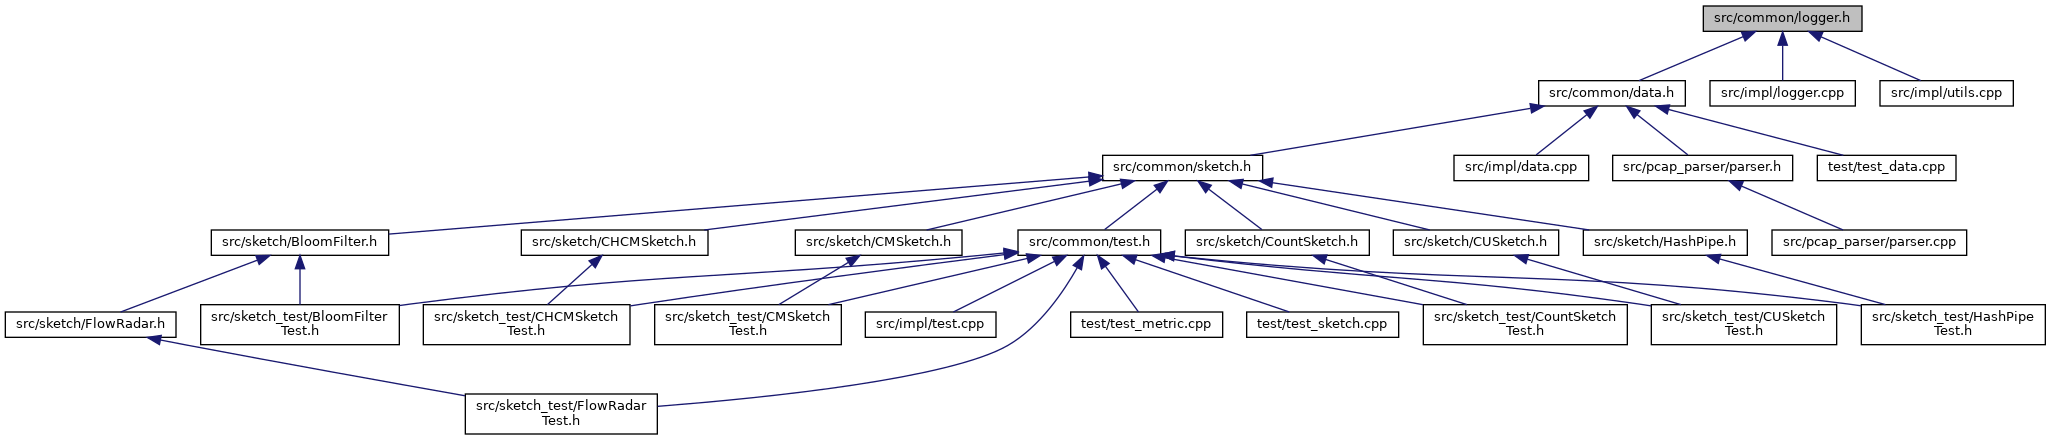 src/common/logger.h
src/common/data.h
src/impl/logger.cpp
src/impl/utils.cpp
src/common/sketch.h
src/impl/data.cpp
src/pcap_parser/parser.h
test/test_data.cpp
src/sketch/BloomFilter.h
src/sketch/CHCMSketch.h
src/sketch/CMSketch.h
src/common/test.h
src/sketch/CountSketch.h
src/sketch/CUSketch.h
src/sketch/HashPipe.h
src/pcap_parser/parser.cpp
src/sketch/FlowRadar.h
src/sketch_test/BloomFilter
Test.h
src/sketch_test/CHCMSketch
Test.h
src/sketch_test/CMSketch
Test.h
src/impl/test.cpp
test/test_metric.cpp
test/test_sketch.cpp
src/sketch_test/CountSketch
Test.h
src/sketch_test/CUSketch
Test.h
src/sketch_test/HashPipe
Test.h
src/sketch_test/FlowRadar
Test.h